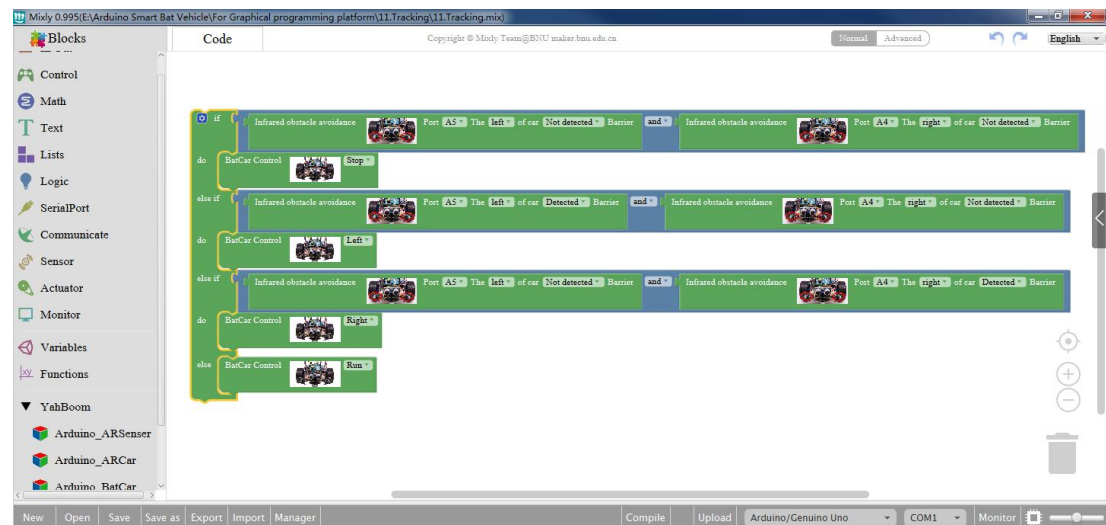 Mixly 0.995(E:\Arduino Smart Bat Vehicle\For Graphical programming platform\11.Tracking\11.Tracking.mix)
Blocks Code Copyright © Mixly Team@BNU maker.bnu.edu.cn Normal Advanced English
Control
Math
Text
Lists
Logic
SerialPort
Communicate
Sensor
Actuator
Monitor
Variables
Functions
YahBoom
Arduino_ARSenser
Arduino_ARCar
Arduino_BatCar
if Infrared obstacle avoidance Port A5 The left of car Not detected Barrier and Infrared obstacle avoidance Port A4 The right of car Not detected Barrier
do BatCar Control Stop
else if Infrared obstacle avoidance Port A5 The left of car Detected Barrier and Infrared obstacle avoidance Port A4 The right of car Not detected Barrier
do BatCar Control Left
else if Infrared obstacle avoidance Port A5 The left of car Not detected Barrier and Infrared obstacle avoidance Port A4 The right of car Detected Barrier
do BatCar Control Right
else BatCar Control Run
New Open Save Save as Export Import Manager Compile Upload Arduino/Genuino Uno COM1 Monitor